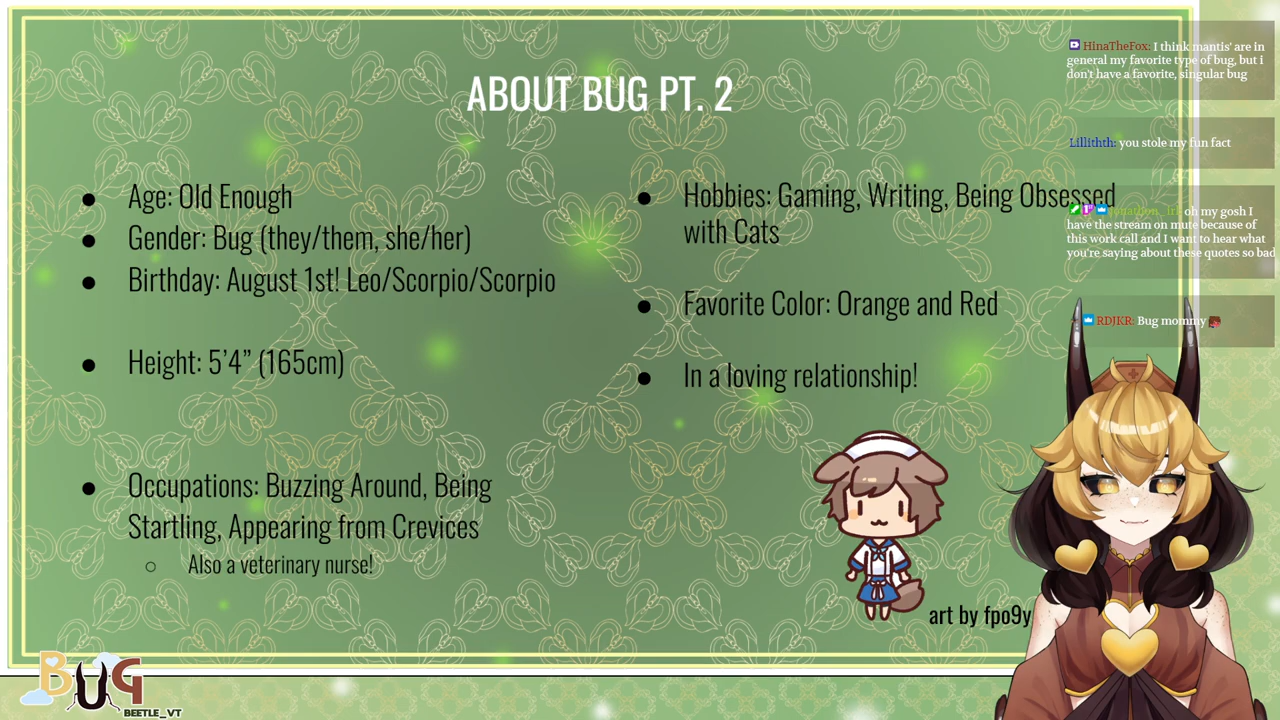 ABOUT BUG PT. 2
● Age: Old Enough
● Gender: Bug (they/them, she/her)
● Birthday: August 1st! Leo/Scorpio/Scorpio
● Height: 5’4” (165cm)
● Occupations: Buzzing Around, Being
Startling, Appearing from Crevices
○ Also a veterinary nurse!
● Hobbies: Gaming, Writing, Being Obsessed
with Cats
● Favorite Color: Orange and Red
● In a loving relationship!
art by fpo9y
HinaTheFox: I think mantis' are in
general my favorite type of bug, but i
don't have a favorite, singular bug
Lillithth: you stole my fun fact
oh my gosh I
have the stream on mute because of
this work call and I want to hear what
you're saying about these quotes so bad
RDJKR: Bug mommy
BUG
BEETLE_VT